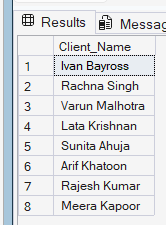 Results Messag
Client_Name
1 Ivan Bayross
2 Rachna Singh
3 Varun Malhotra
4 Lata Krishnan
5 Sunita Ahuja
6 Arif Khatoon
7 Rajesh Kumar
8 Meera Kapoor